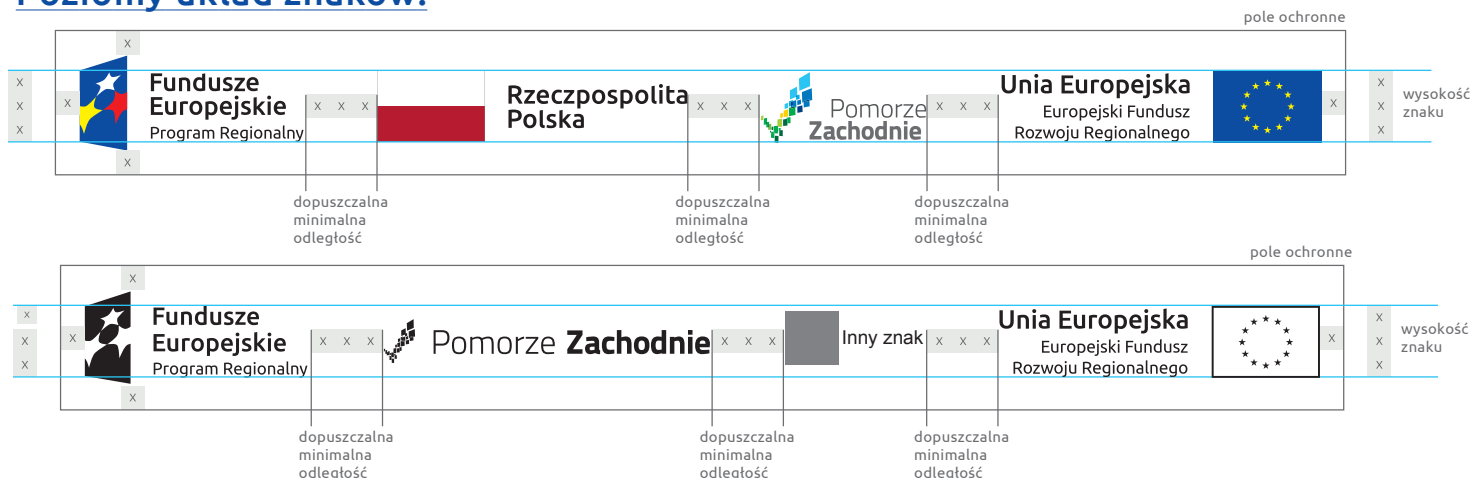 Poziomy układ znaków:
pole ochronne
x
x
x
x
x
x
Fundusze
Europejskie
Program Regionalny
x x x
Rzeczpospolita
Polska
x x x
Pomorze
Zachodnie
x x x
Unia Europejska
Europejski Fundusz
Rozwoju Regionalnego
x
x
x
x
wysokość
znaku
dopuszczalna
minimalna
odległość
dopuszczalna
minimalna
odległość
dopuszczalna
minimalna
odległość
pole ochronne
x
x
x
x
x
x
Fundusze
Europejskie
Program Regionalny
x x x
Pomorze Zachodnie
x x x
Inny znak
x x x
Unia Europejska
Europejski Fundusz
Rozwoju Regionalnego
x
x
x
x
wysokość
znaku
dopuszczalna
minimalna
odległość
dopuszczalna
minimalna
odległość
dopuszczalna
minimalna
odległość